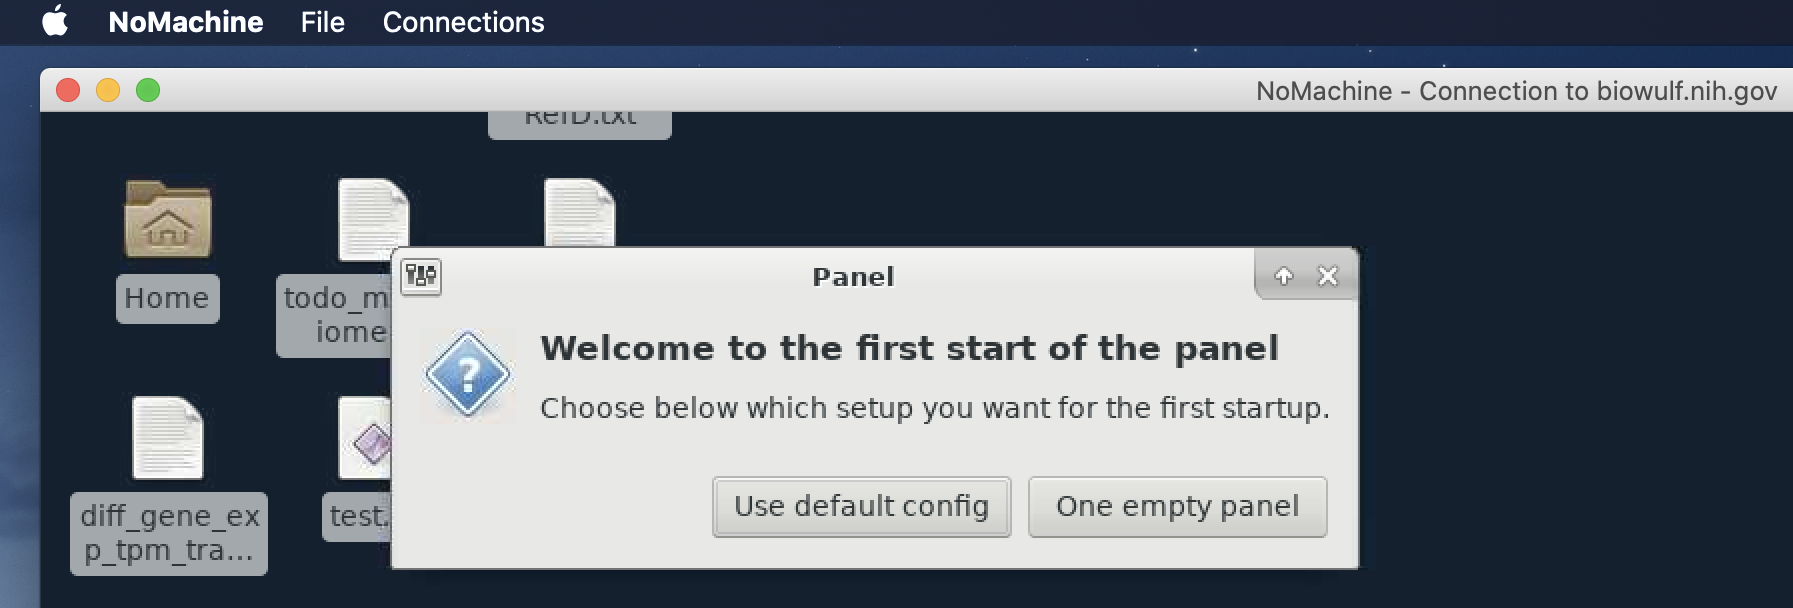 NoMachine File Connections
NoMachine - Connection to biowulf.nih.gov
RefD.txt
Home
todo_m
iome
Panel
Welcome to the first start of the panel
Choose below which setup you want for the first startup.
Use default config One empty panel
diff_gene_ex
p_tpm_tra...
test.